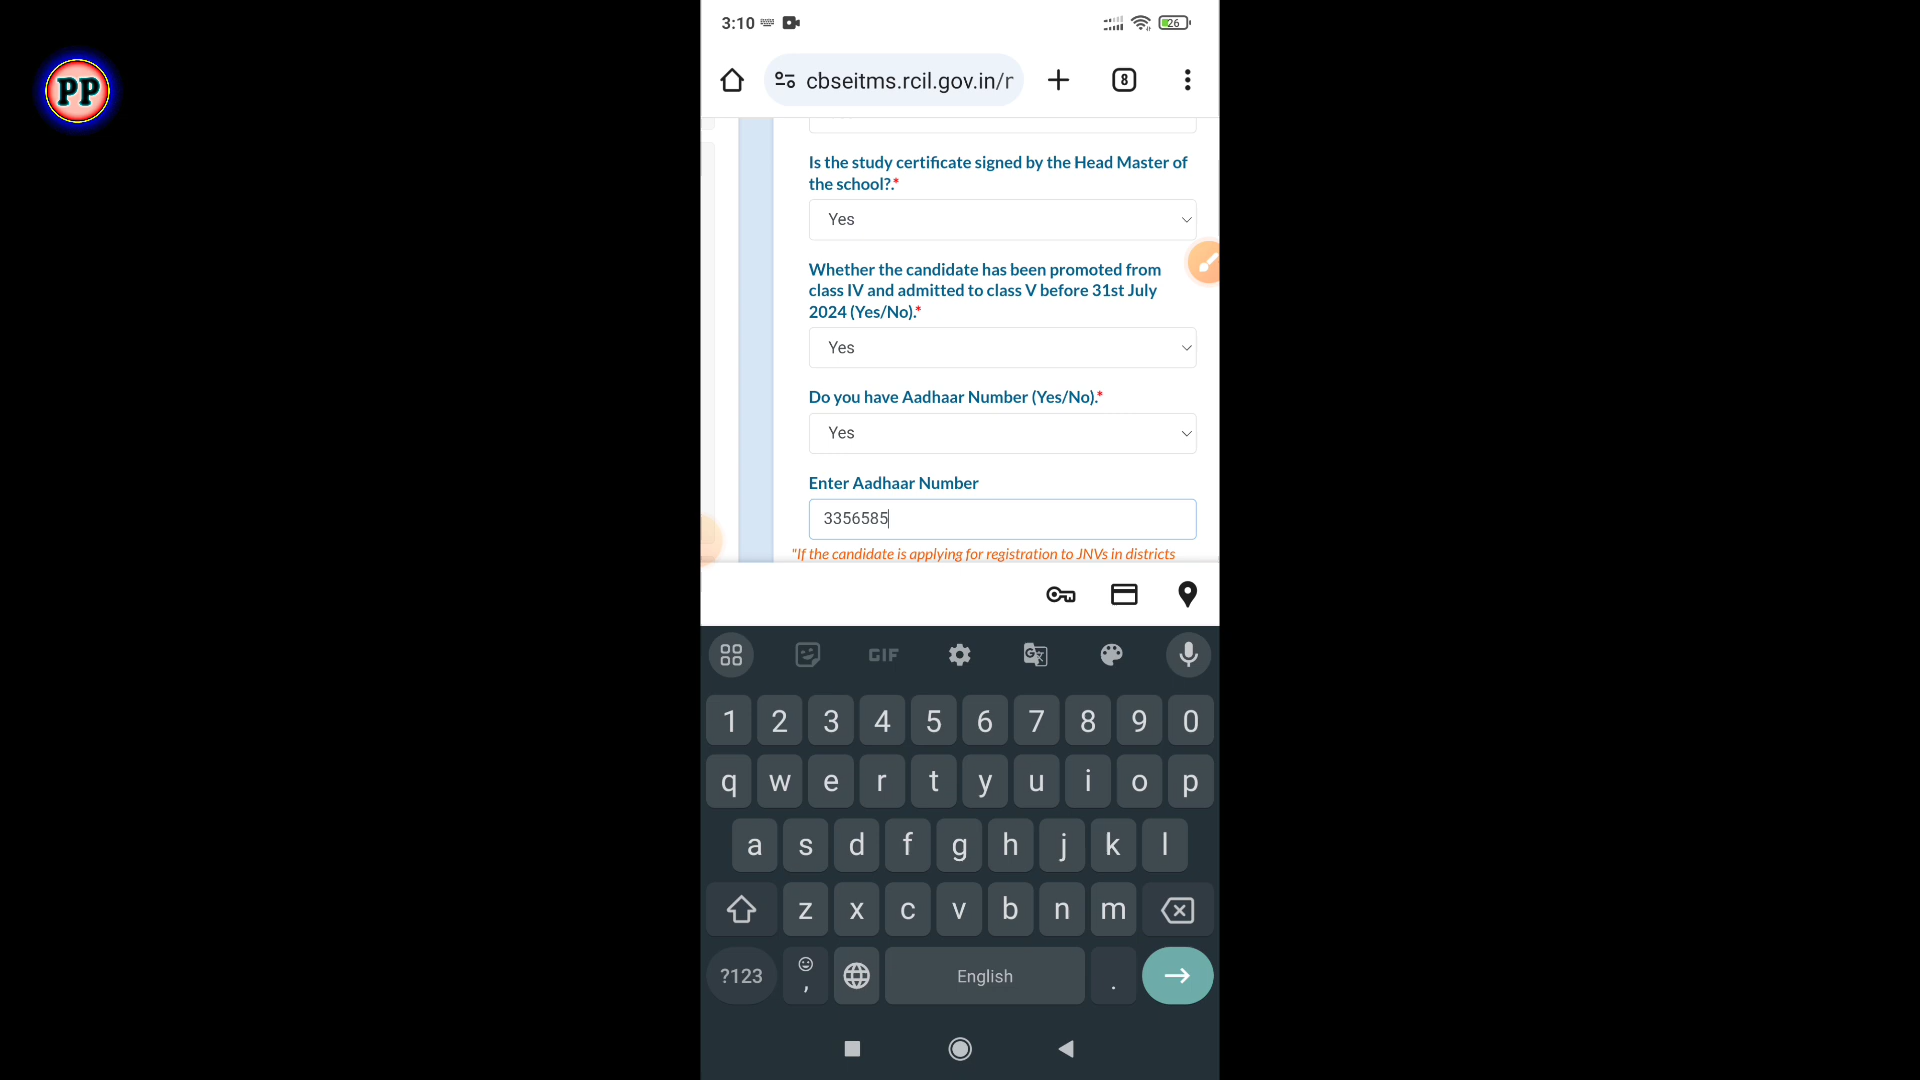 PP
3:10
26
cbseitms.rcil.gov.in/r
8
Is the study certificate signed by the Head Master of
the school?.*
Yes
Whether the candidate has been promoted from
class IV and admitted to class V before 31st July
2024 (Yes/No).*
Yes
Do you have Aadhaar Number (Yes/No).*
Yes
Enter Aadhaar Number
3356585
"If the candidate is applying for registration to JNVs in districts
GIF
1 2 3 4 5 6 7 8 9 0
q w e r t y u i o p
a s d f g h j k l
z x c v b n m
?123 , English .